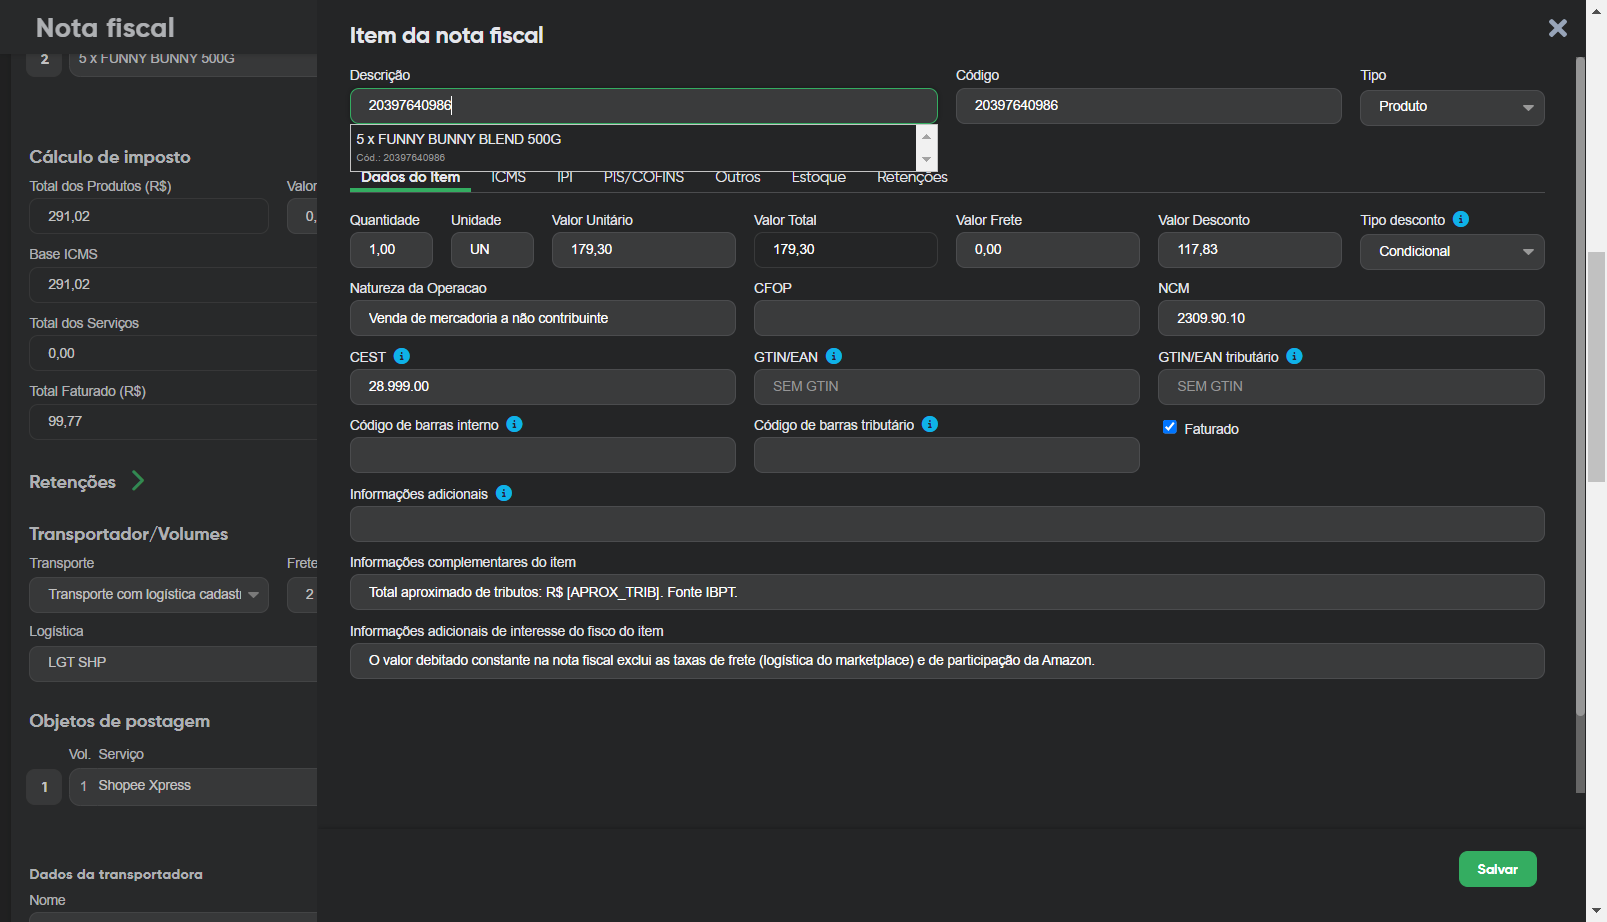 Nota fiscal
2
5 x FUNNY BUNNY 500G
Cálculo de imposto
Total dos Produtos (R$)
Valor
291,02
0,
Base ICMS
291,02
Total dos Serviços
0,00
Total Faturado (R$)
99,77
Retenções
Transportador/Volumes
Transporte
Frete
Transporte com logística cadast
2
Logística
LGT SHP
Objetos de postagem
Vol. Serviço
1
1 Shopee Xpress
Dados da transportadora
Nome
Item da nota fiscal
Descrição
Código
Tipo
20397640986
20397640986
Produto
5 x FUNNY BUNNY BLEND 500G
Cód.: 20397640986
Dados do Item
ICMS
IPI
PIS/COFINS
Outros
Estoque
Retenções
Quantidade
Unidade
Valor Unitário
Valor Total
Valor Frete
Valor Desconto
Tipo desconto
1,00
UN
179,30
179,30
0,00
117,83
Condicional
Natureza da Operacao
CFOP
NCM
Venda de mercadoria a não contribuinte
2309.90.10
CEST
GTIN/EAN
GTIN/EAN tributário
28.999.00
SEM GTIN
SEM GTIN
Código de barras interno
Código de barras tributário
Faturado
Informações adicionais
Informações complementares do item
Total aproximado de tributos: R$ [APROX_TRIB]. Fonte IBPT.
Informações adicionais de interesse do fisco do item
O valor debitado constante na nota fiscal exclui as taxas de frete (logística do marketplace) e de participação da Amazon.
Salvar